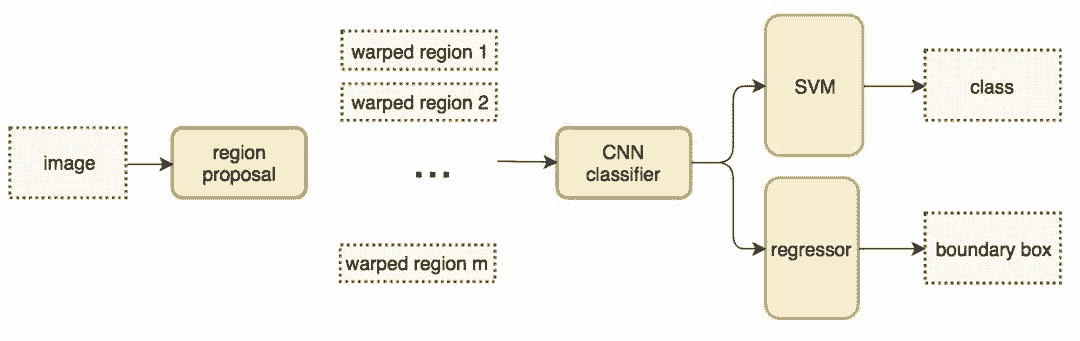 image
region
proposal
warped region 1
warped region 2
...
warped region m
CNN
classifier
SVM
class
regressor
boundary box